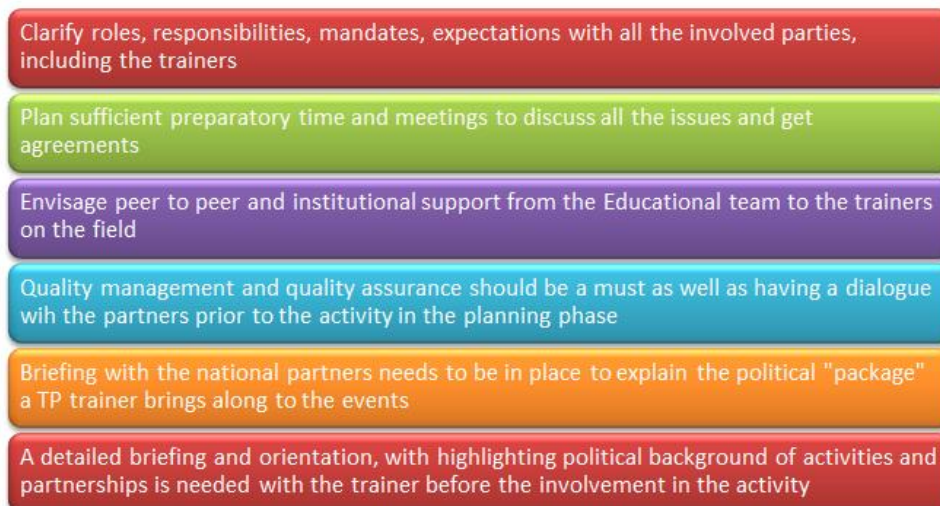 Clarify roles, responsibilities, mandates, expectations with all the involved parties,
including the trainers
Plan sufficient preparatory time and meetings to discuss all the issues and get
agreements
Envisage peer to peer and institutional support from the Educational team to the trainers
on the field
Quality management and quality assurance should be a must as well as having a dialogue
wih the partners prior to the activity in the planning phase
Briefing with the national partners needs to be in place to explain the political "package"
a TP trainer brings along to the events
A detailed briefing and orientation, with highlighting political background of activities and
partnerships is needed with the trainer before the involvement in the activity